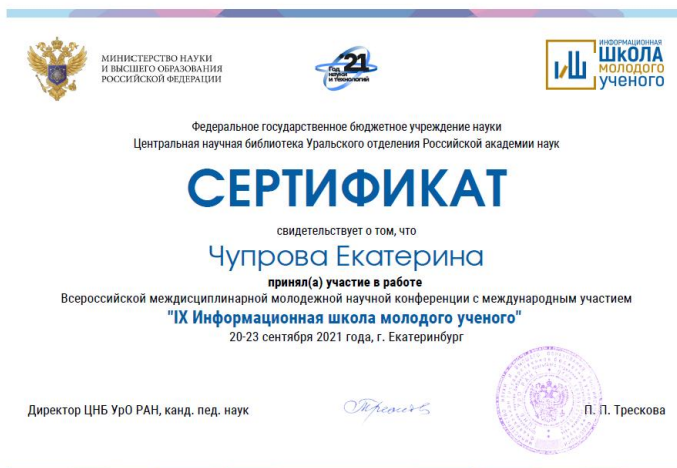 МИНИСТЕРСТВО НАУКИ
И ВЫСШЕГО ОБРАЗОВАНИЯ
РОССИЙСКОЙ ФЕДЕРАЦИИ
Год 21
науки
и технологий
ИНФОРМАЦИОННАЯ
ШКОЛА
МОЛОДОГО
УЧЕНОГО
Федеральное государственное бюджетное учреждение науки
Центральная научная библиотека Уральского отделения Российской академии наук
СЕРТИФИКАТ
свидетельствует о том, что
Чупрова Екатерина
принял(а) участие в работе
Всероссийской междисциплинарной молодежной научной конференции с международным участием
"IX Информационная школа молодого ученого"
20-23 сентября 2021 года, г. Екатеринбург
Директор ЦНБ УрО РАН, канд. пед. наук
П. П. Трескова